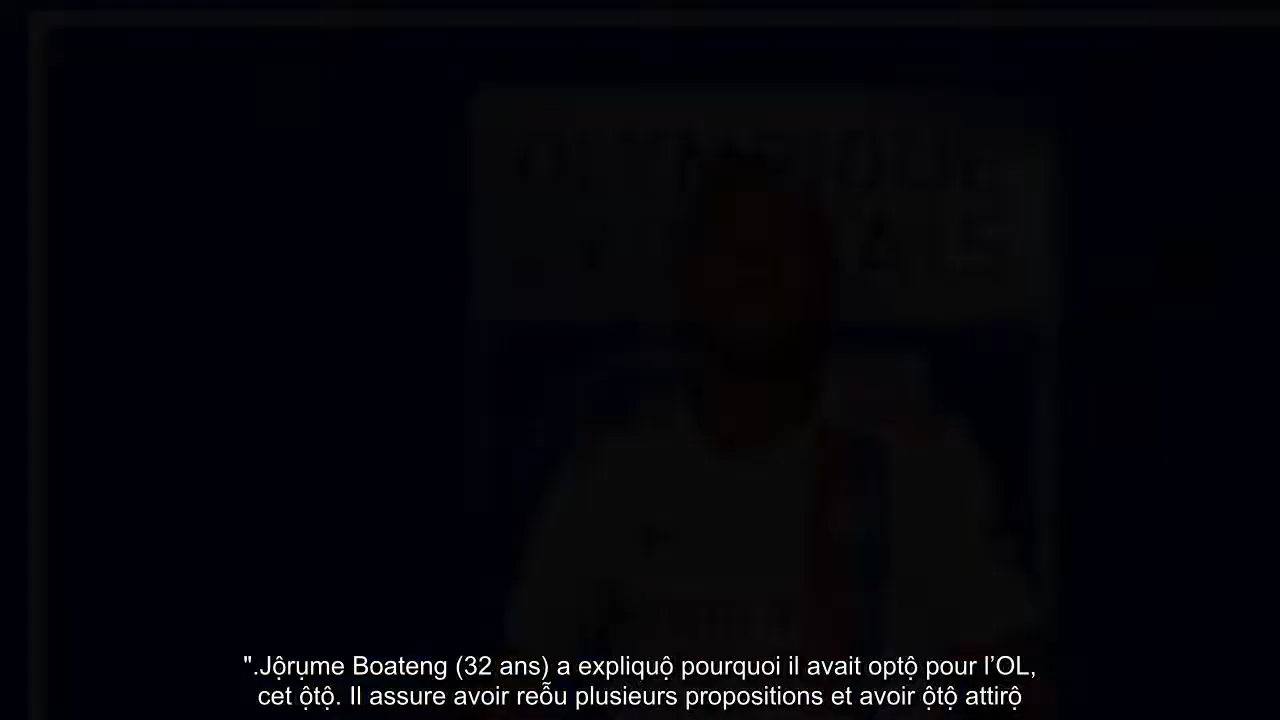 ".Jộrụme Boateng (32 ans) a expliquộ pourquoi il avait optộ pour l’OL,
cet ộtộ. Il assure avoir reỗu plusieurs propositions et avoir ộtộ attirộ